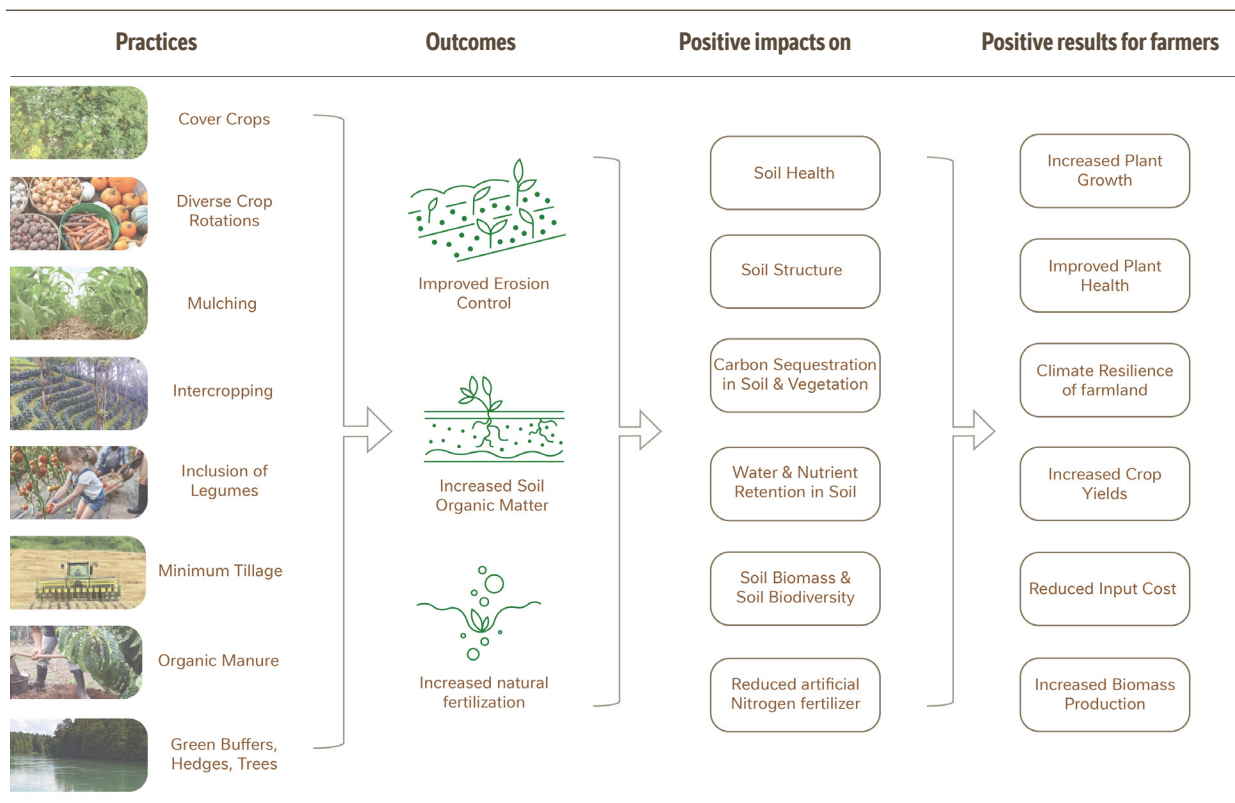 Practices
Outcomes
Positive impacts on
Positive results for farmers
Cover Crops
Diverse Crop
Rotations
Mulching
Intercropping
Inclusion of
Legumes
Minimum Tillage
Organic Manure
Green Buffers,
Hedges, Trees
Improved Erosion
Control
Increased Soil
Organic Matter
Increased natural
fertilization
Soil Health
Soil Structure
Carbon Sequestration
in Soil & Vegetation
Water & Nutrient
Retention in Soil
Soil Biomass &
Soil Biodiversity
Reduced artificial
Nitrogen fertilizer
Increased Plant
Growth
Improved Plant
Health
Climate Resilience
of farmland
Increased Crop
Yields
Reduced Input Cost
Increased Biomass
Production